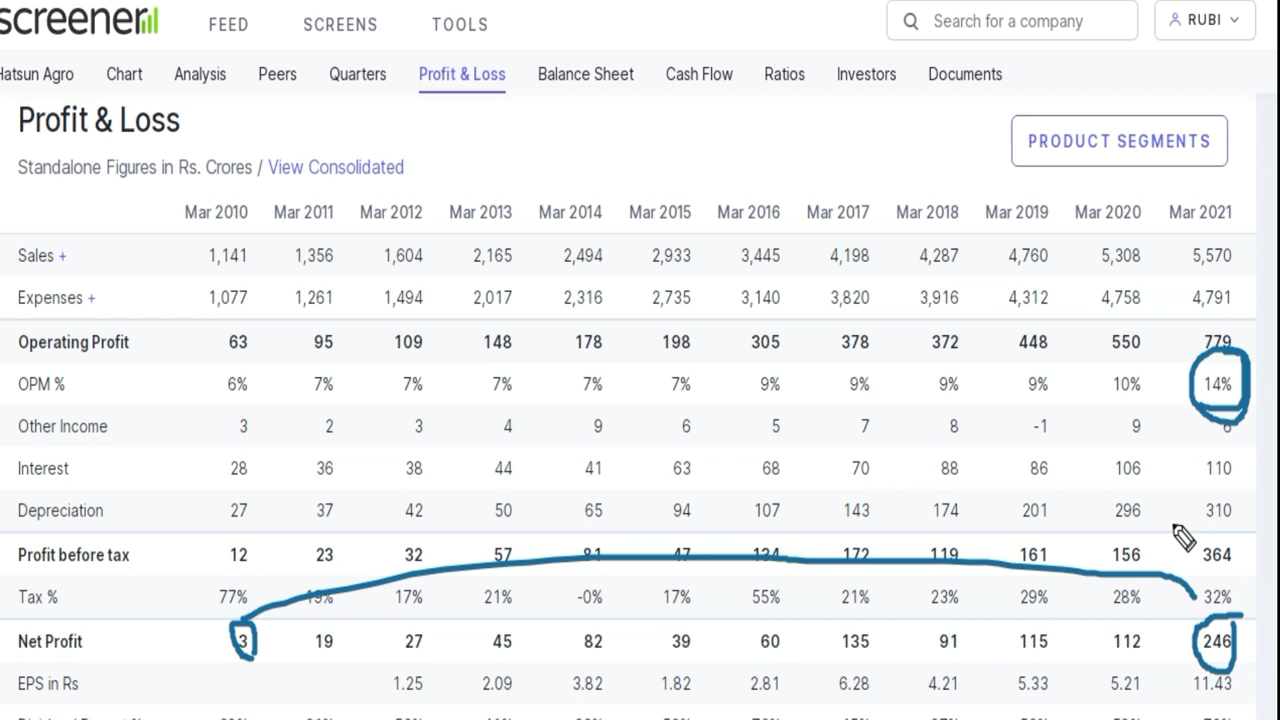 screener FEED SCREENS TOOLS Search for a company RUBI
Hatsun Agro Chart Analysis Peers Quarters Profit & Loss Balance Sheet Cash Flow Ratios Investors Documents
Profit & Loss
PRODUCT SEGMENTS
Standalone Figures in Rs. Crores / View Consolidated
Mar 2010 Mar 2011 Mar 2012 Mar 2013 Mar 2014 Mar 2015 Mar 2016 Mar 2017 Mar 2018 Mar 2019 Mar 2020 Mar 2021
Sales + 1,141 1,356 1,604 2,165 2,494 2,933 3,445 4,198 4,287 4,760 5,308 5,570
Expenses + 1,077 1,261 1,494 2,017 2,316 2,735 3,140 3,820 3,916 4,312 4,758 4,791
Operating Profit 63 95 109 148 178 198 305 378 372 448 550 779
OPM % 6% 7% 7% 7% 7% 7% 9% 9% 9% 9% 10% 14%
Other Income 3 2 3 4 9 6 5 7 8 -1 9 6
Interest 28 36 38 44 41 63 68 70 88 86 106 110
Depreciation 27 37 42 50 65 94 107 143 174 201 296 310
Profit before tax 12 23 32 57 81 47 134 172 119 161 156 364
Tax % 77% 19% 17% 21% -0% 17% 55% 21% 23% 29% 28% 32%
Net Profit 3 19 27 45 82 39 60 135 91 115 112 246
EPS in Rs 1.25 2.09 3.82 1.82 2.81 6.28 4.21 5.33 5.21 11.43